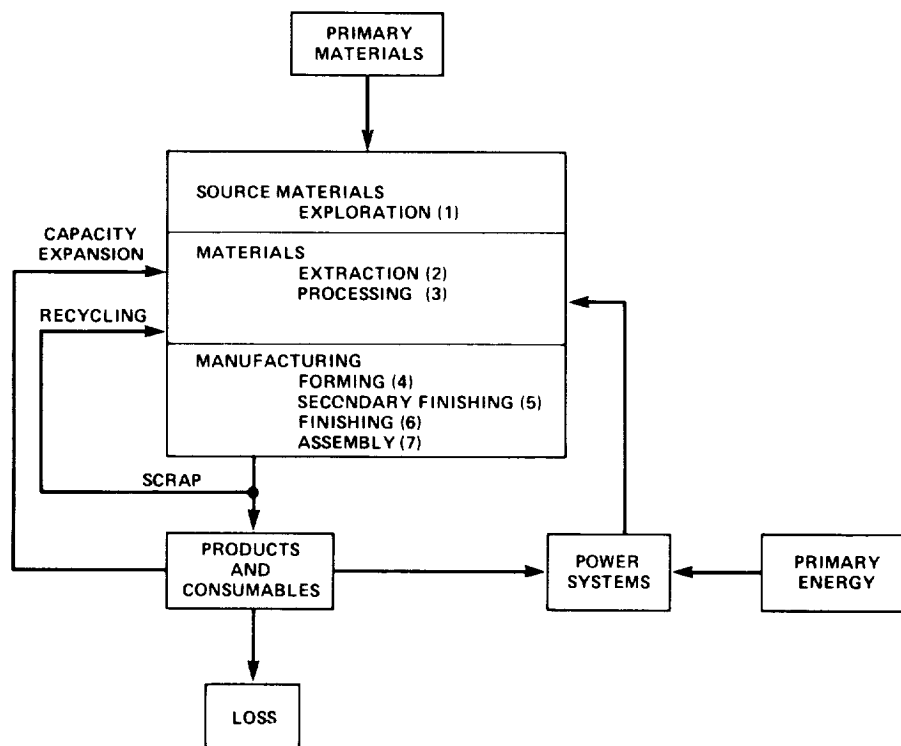 PRIMARY
MATERIALS
SOURCE MATERIALS
EXPLORATION (1)
CAPACITY
EXPANSION
MATERIALS
EXTRACTION (2)
PROCESSING (3)
RECYCLING
MANUFACTURING
FORMING (4)
SECONDARY FINISHING (5)
FINISHING (6)
ASSEMBLY (7)
SCRAP
PRODUCTS
AND
CONSUMABLES
POWER
SYSTEMS
PRIMARY
ENERGY
LOSS